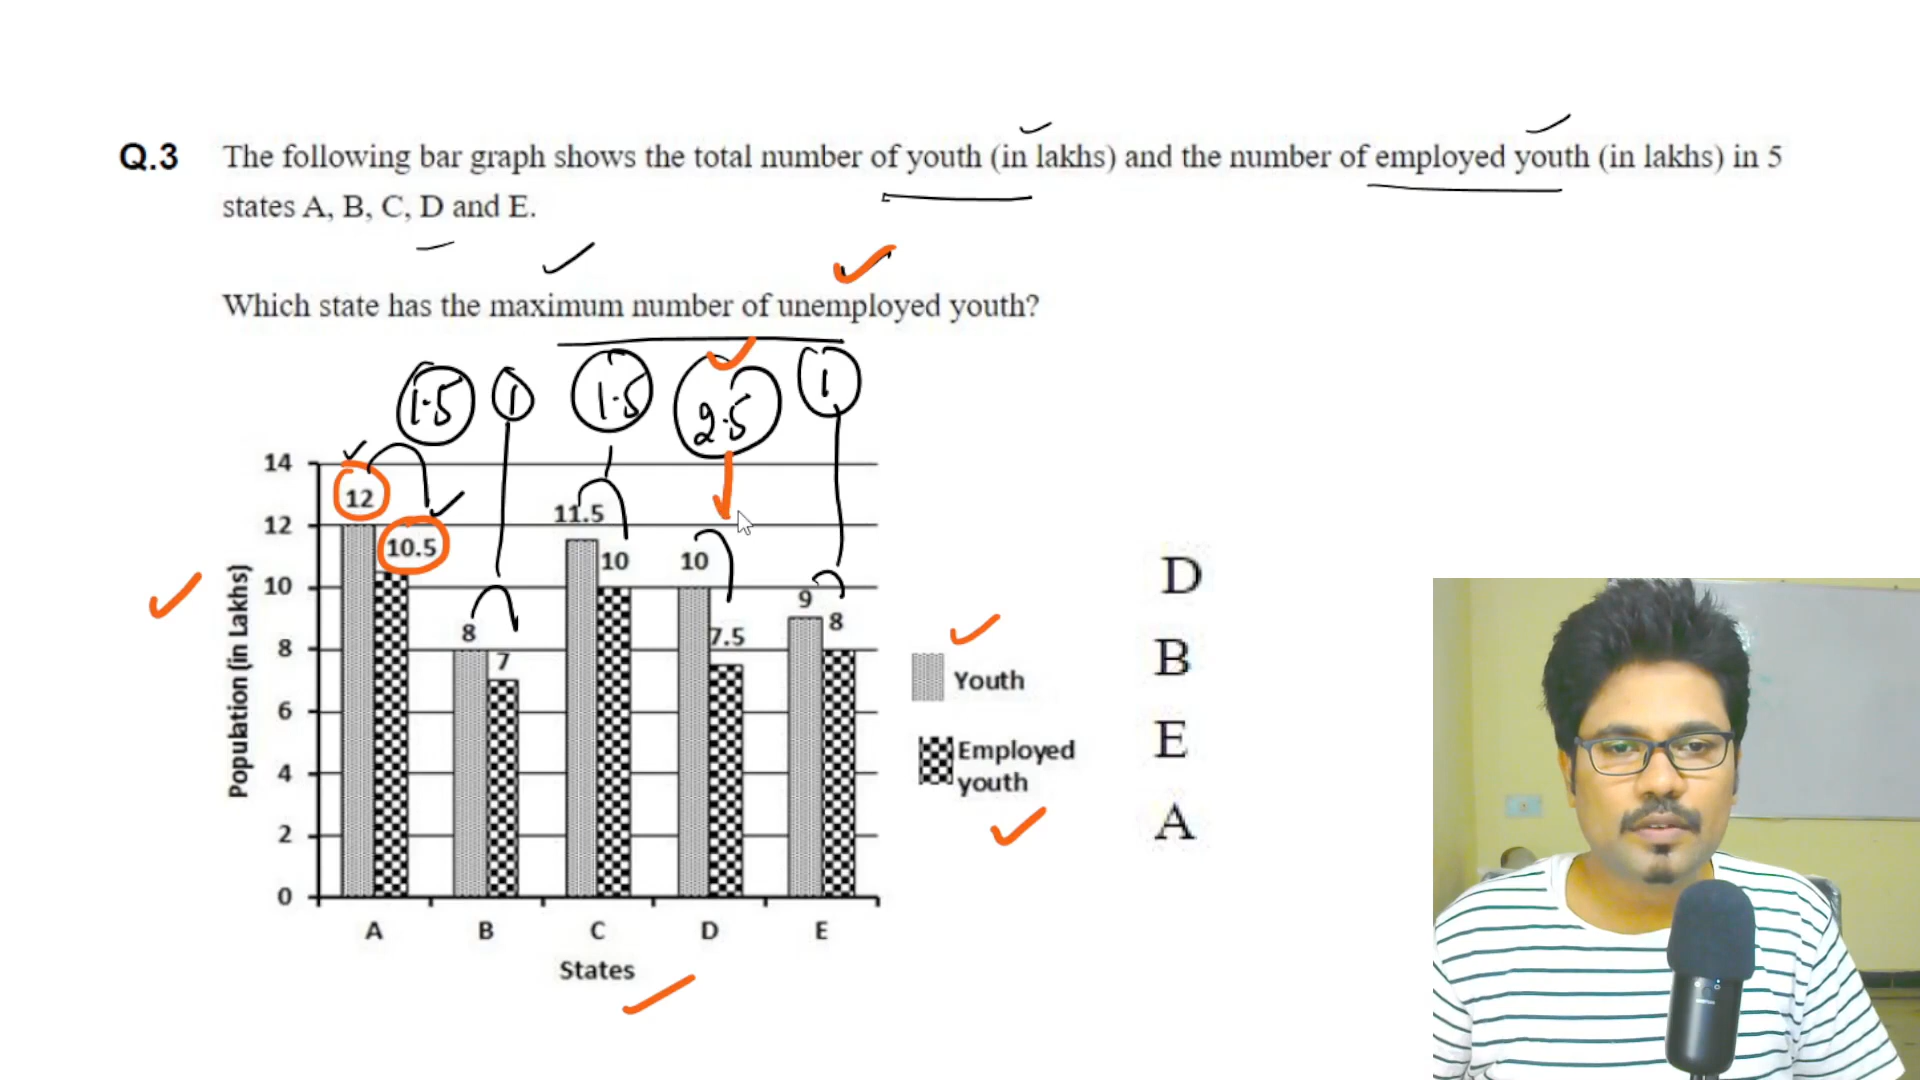 Q.3 The following bar graph shows the total number of youth (in lakhs) and the number of employed youth (in lakhs) in 5
states A, B, C, D and E.
Which state has the maximum number of unemployed youth?
1.5 1 1.5 2.5 1
14
12
10
8
6
4
2
0
Population (in Lakhs)
12
10.5
8
7
11.5
10
10
7.5
9
8
A B C D E
States
Youth
Employed
youth
D
B
E
A